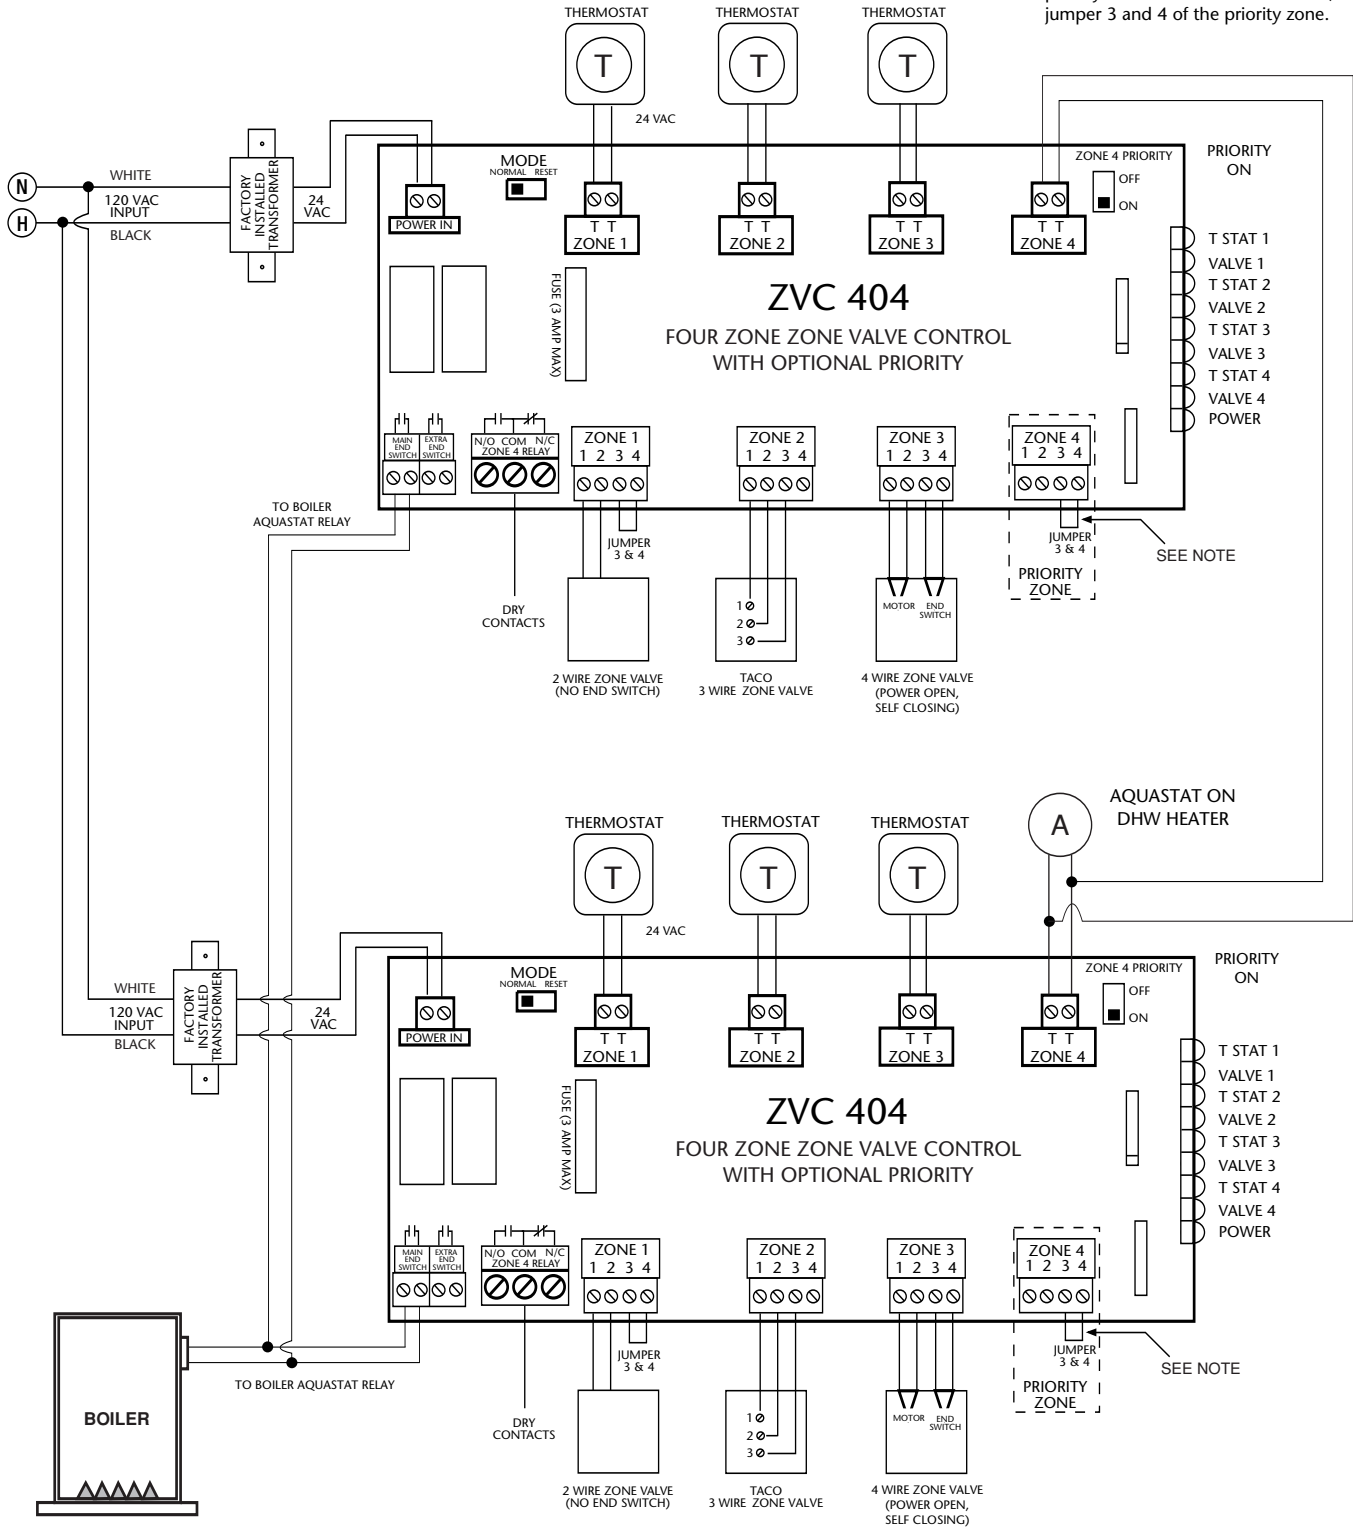 jumper 3 and 4 of the priority zone.
THERMOSTAT
THERMOSTAT
THERMOSTAT
T
T
T
24 VAC
N
WHITE
120 VAC
INPUT
H
BLACK
FACTORY
INSTALLED
TRANSFORMER
24
VAC
POWER IN
MODE
NORMAL RESET
T T
ZONE 1
T T
ZONE 2
T T
ZONE 3
T T
ZONE 4
ZONE 4 PRIORITY
OFF
ON
PRIORITY
ON
T STAT 1
VALVE 1
T STAT 2
VALVE 2
T STAT 3
VALVE 3
T STAT 4
VALVE 4
POWER
FUSE (3 AMP MAX)
ZVC 404
FOUR ZONE ZONE VALVE CONTROL
WITH OPTIONAL PRIORITY
MAIN
END
SWITCH
EXTRA
END
SWITCH
N/O COM N/C
ZONE 4 RELAY
ZONE 1
1 2 3 4
ZONE 2
1 2 3 4
ZONE 3
1 2 3 4
ZONE 4
1 2 3 4
TO BOILER
AQUASTAT RELAY
DRY
CONTACTS
JUMPER
3 & 4
1
2
3
MOTOR
END
SWITCH
JUMPER
3 & 4
PRIORITY
ZONE
SEE NOTE
2 WIRE ZONE VALVE
(NO END SWITCH)
TACO
3 WIRE ZONE VALVE
4 WIRE ZONE VALVE
(POWER OPEN,
SELF CLOSING)
THERMOSTAT
THERMOSTAT
THERMOSTAT
T
T
T
24 VAC
A
AQUASTAT ON
DHW HEATER
WHITE
120 VAC
INPUT
BLACK
FACTORY
INSTALLED
TRANSFORMER
24
VAC
POWER IN
MODE
NORMAL RESET
T T
ZONE 1
T T
ZONE 2
T T
ZONE 3
T T
ZONE 4
ZONE 4 PRIORITY
OFF
ON
PRIORITY
ON
T STAT 1
VALVE 1
T STAT 2
VALVE 2
T STAT 3
VALVE 3
T STAT 4
VALVE 4
POWER
FUSE (3 AMP MAX)
ZVC 404
FOUR ZONE ZONE VALVE CONTROL
WITH OPTIONAL PRIORITY
MAIN
END
SWITCH
EXTRA
END
SWITCH
N/O COM N/C
ZONE 4 RELAY
ZONE 1
1 2 3 4
ZONE 2
1 2 3 4
ZONE 3
1 2 3 4
ZONE 4
1 2 3 4
TO BOILER AQUASTAT RELAY
BOILER
DRY
CONTACTS
JUMPER
3 & 4
1
2
3
MOTOR
END
SWITCH
JUMPER
3 & 4
PRIORITY
ZONE
SEE NOTE
2 WIRE ZONE VALVE
(NO END SWITCH)
TACO
3 WIRE ZONE VALVE
4 WIRE ZONE VALVE
(POWER OPEN,
SELF CLOSING)